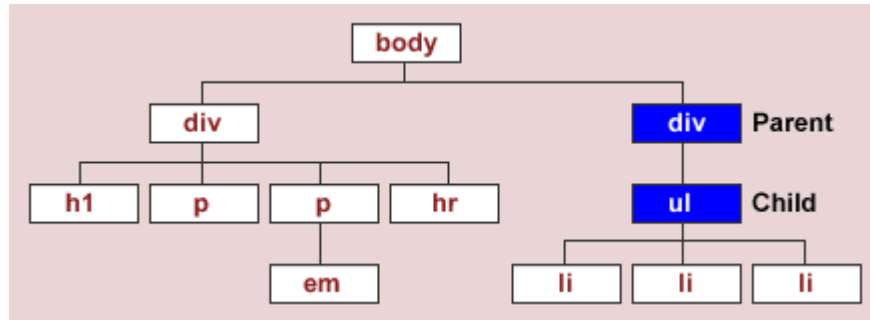 body
div div Parent
h1 p p hr ul Child
em li li li